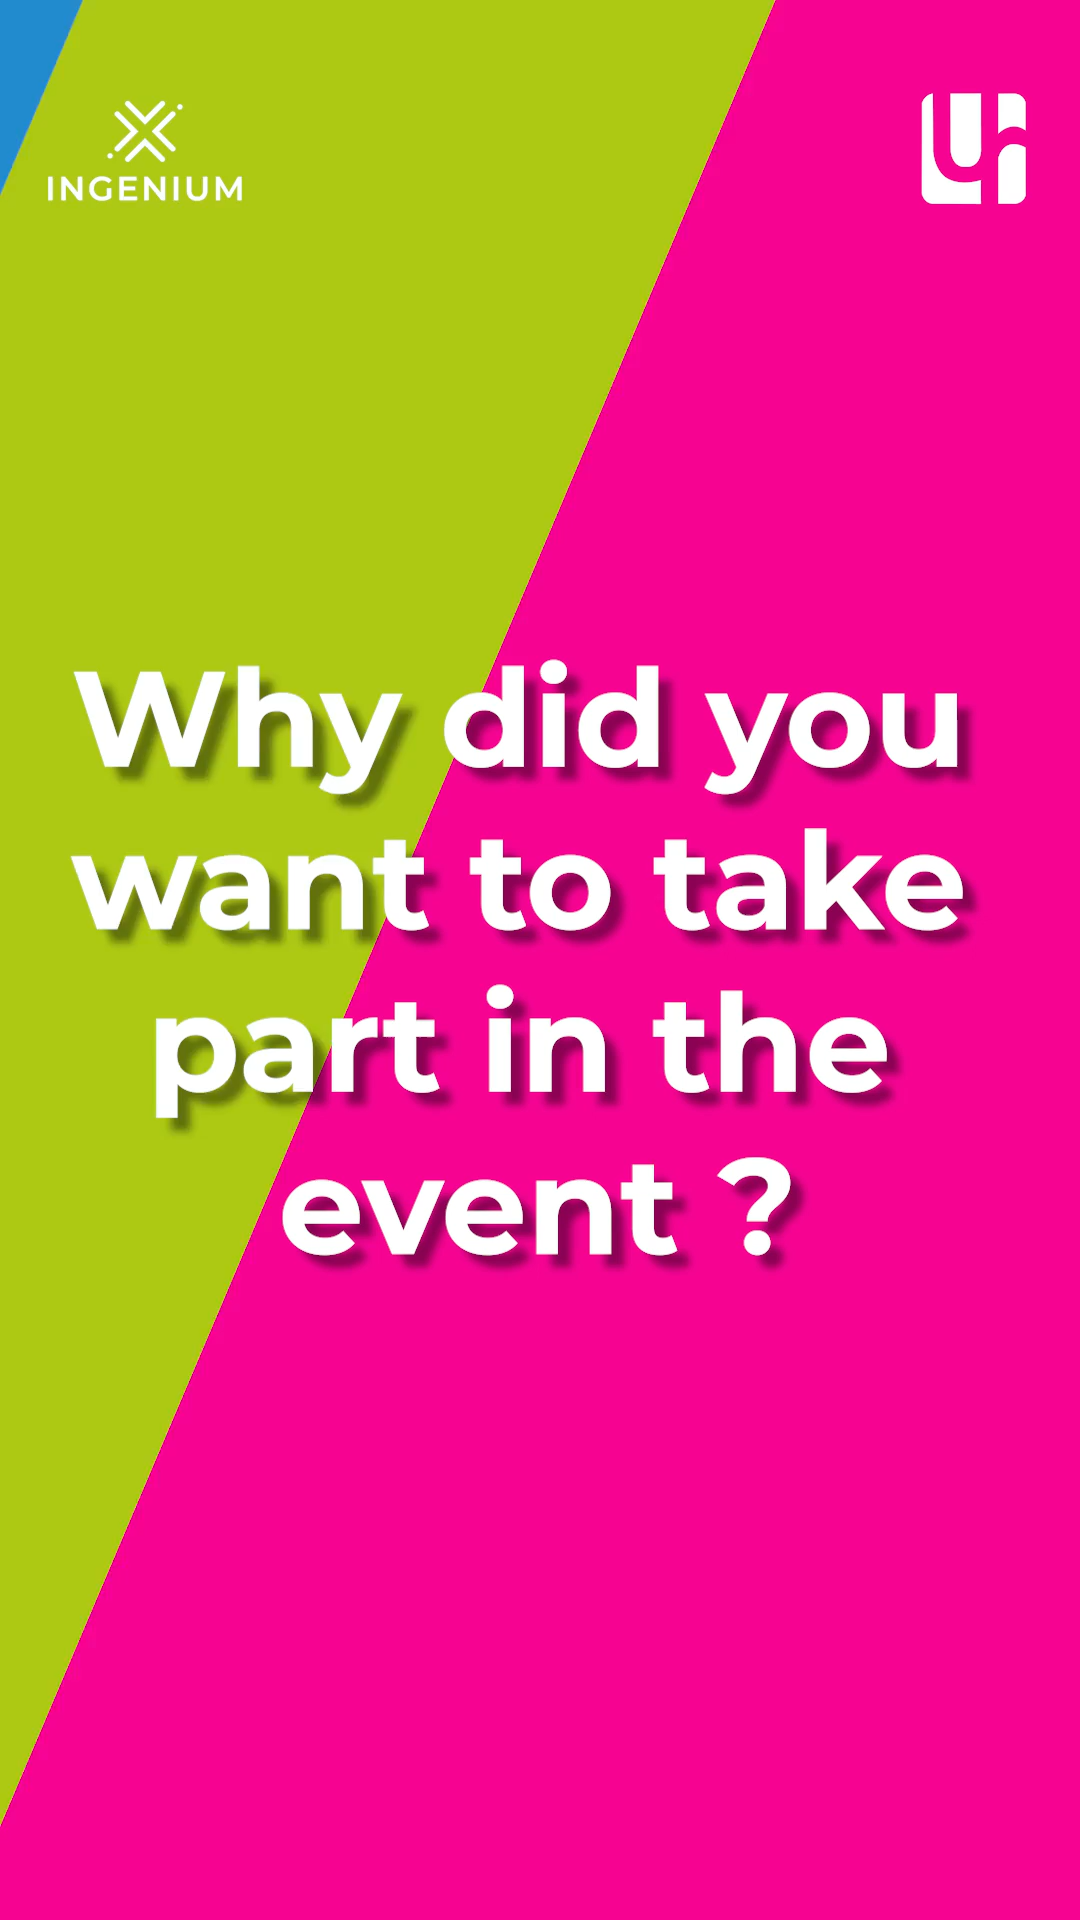 INGENIUM
Why did you
want to take
part in the
event ?